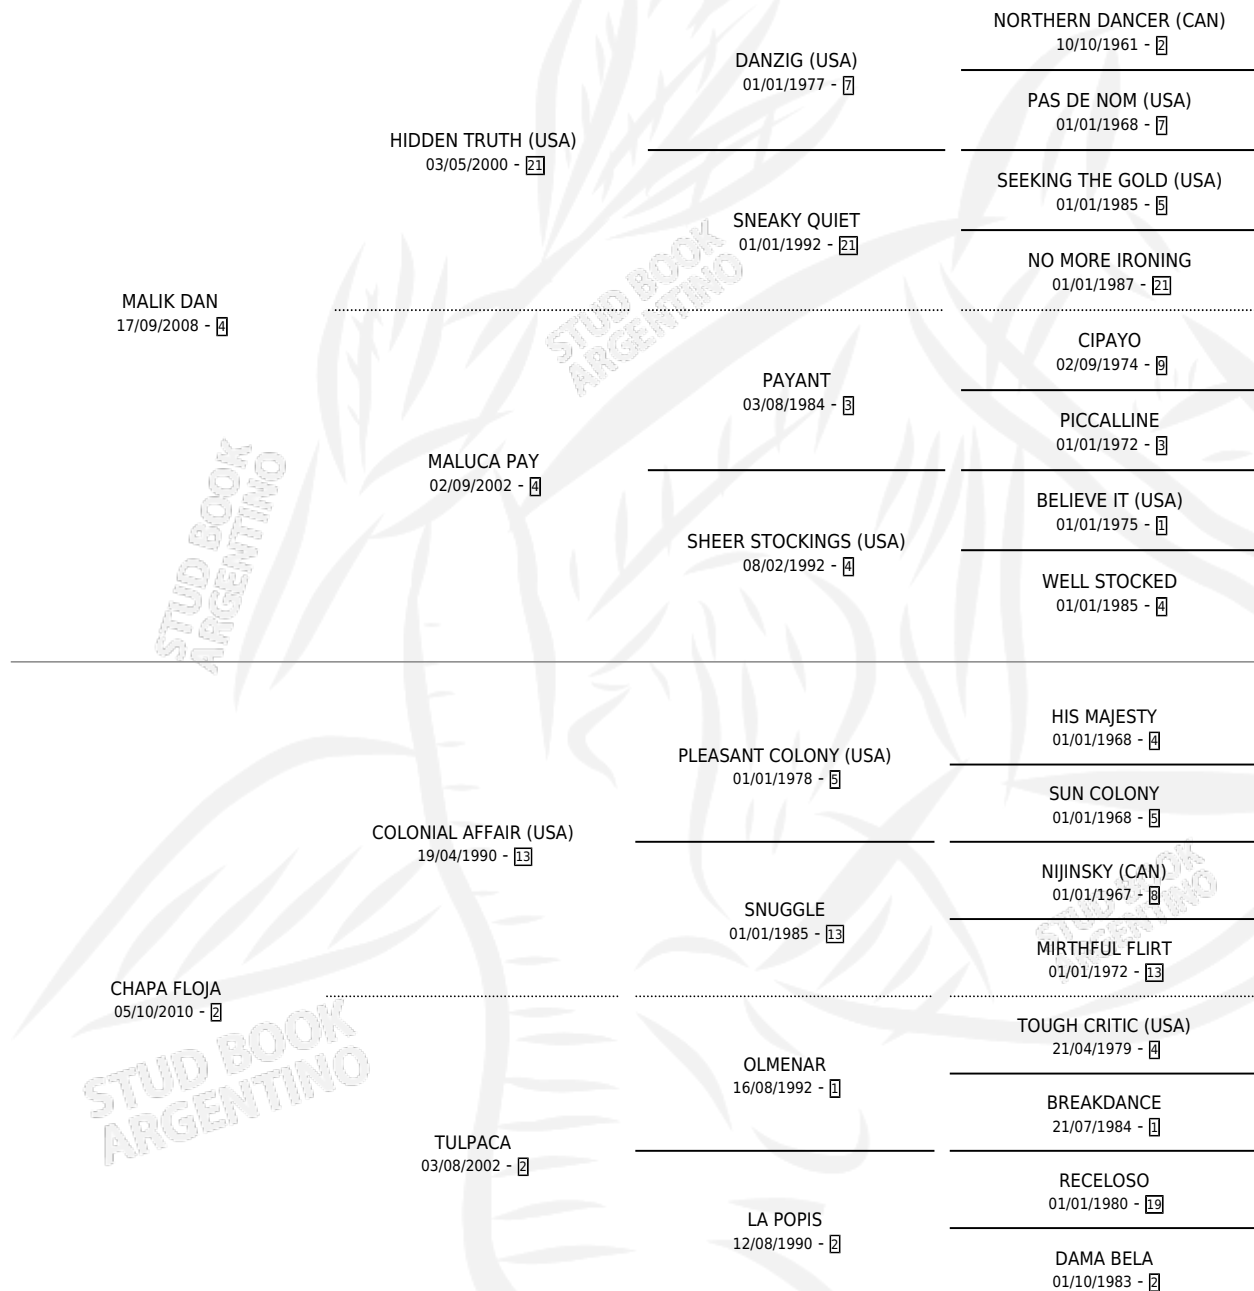 NORTHERN DANCER (CAN)
10/10/1961 - 2
DANZIG (USA)
01/01/1977 - 7
PAS DE NOM (USA)
01/01/1968 - 7
HIDDEN TRUTH (USA)
03/05/2000 - 21
SEEKING THE GOLD (USA)
01/01/1985 - 5
SNEAKY QUIET
01/01/1992 - 21
NO MORE IRONING
01/01/1987 - 21
MALIK DAN
17/09/2008 - 4
CIPAYO
02/09/1974 - 9
PAYANT
03/08/1984 - 3
PICCALLINE
01/01/1972 - 3
MALUCA PAY
02/09/2002 - 4
BELIEVE IT (USA)
01/01/1975 - 1
SHEER STOCKINGS (USA)
08/02/1992 - 4
WELL STOCKED
01/01/1985 - 4
HIS MAJESTY
01/01/1968 - 4
PLEASANT COLONY (USA)
01/01/1978 - 5
SUN COLONY
01/01/1968 - 5
COLONIAL AFFAIR (USA)
19/04/1990 - 13
NIJINSKY (CAN)
01/01/1967 - 8
SNUGGLE
01/01/1985 - 13
MIRTHFUL FLIRT
01/01/1972 - 13
CHAPA FLOJA
05/10/2010 - 2
TOUGH CRITIC (USA)
21/04/1979 - 4
OLMENAR
16/08/1992 - 1
BREAKDANCE
21/07/1984 - 1
TULPACA
03/08/2002 - 2
RECELOSO
01/01/1980 - 19
LA POPIS
12/08/1990 - 2
DAMA BELA
01/10/1983 - 2
STUD BOOK
ARGENTINO
STUD BOOK
ARGENTINO
STUD BOOK
ARGENTINO
STUD BOOK
ARGENTINO